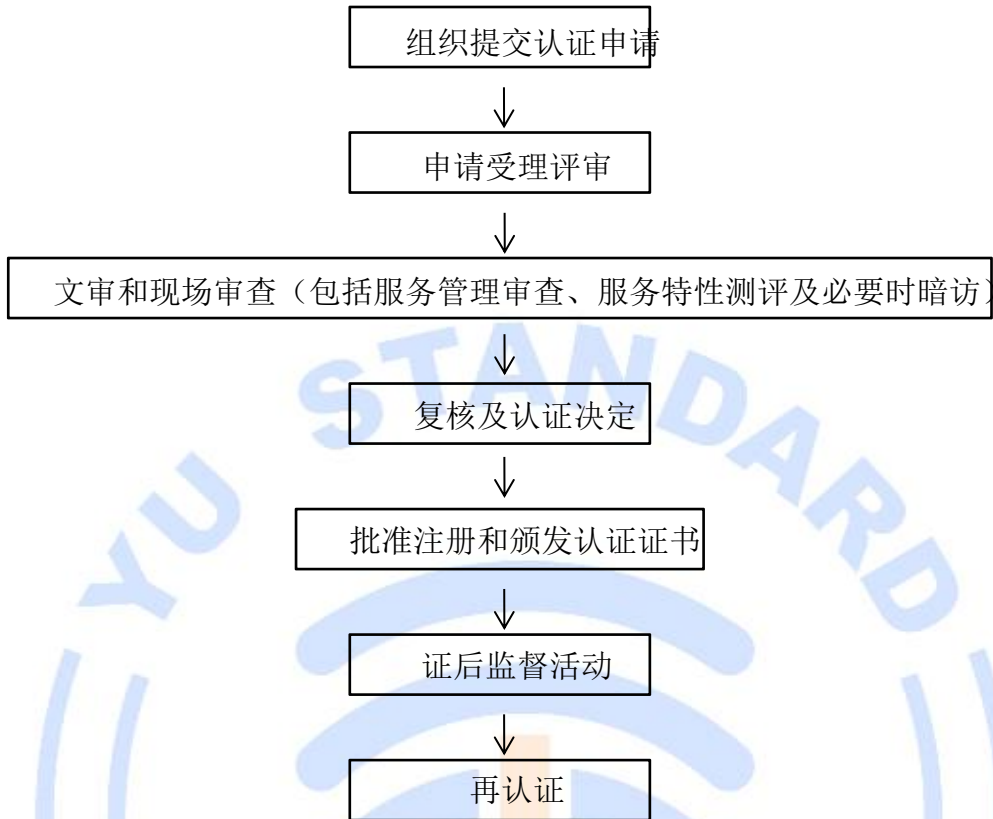 组织提交认证申请
申请受理评审
文审和现场审查（包括服务管理审查、服务特性测评及必要时暗访）
复核及认证决定
批准注册和颁发认证证书
证后监督活动
再认证
YU STANDARD